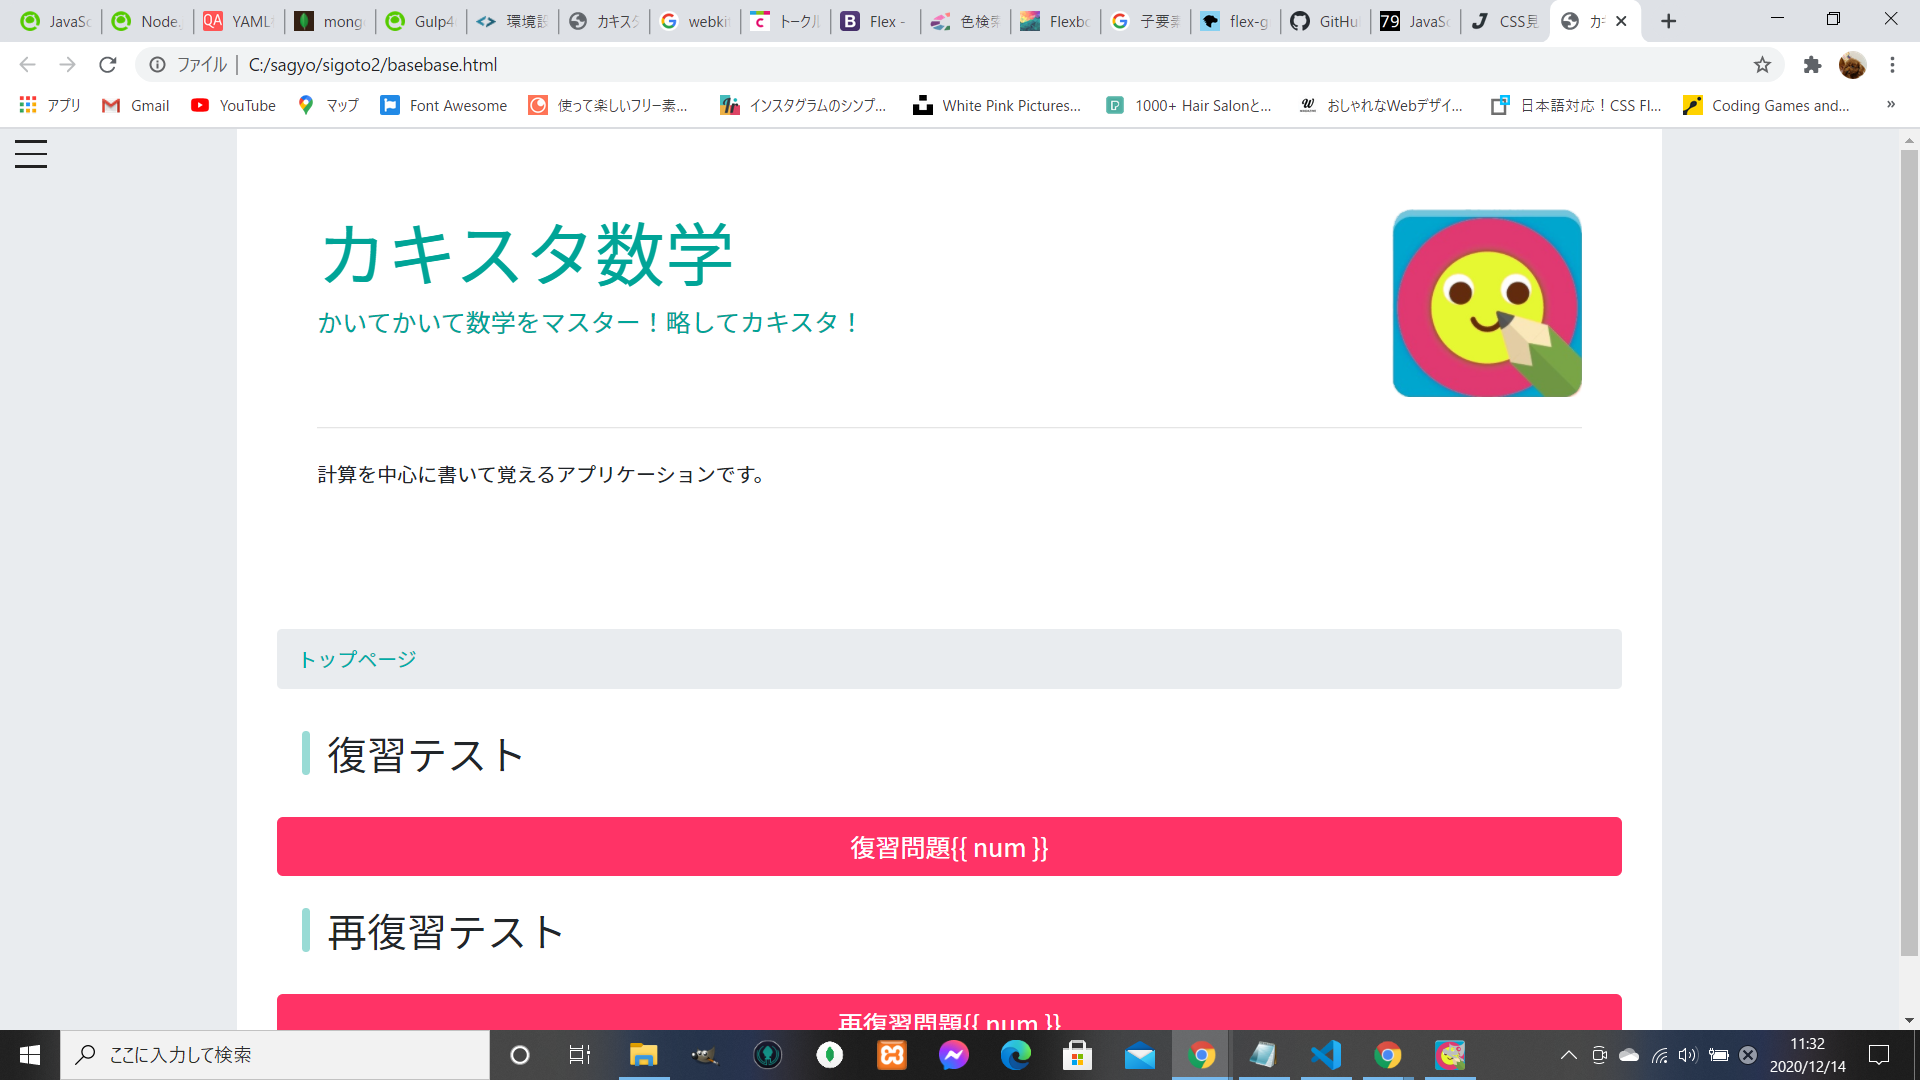 JavaSc
Node.
YAML
mong
Gulp4
環境設
カキスタ
webki
トークル
Flex -
色検索
Flexbo
子要素
flex-g
GitHu
JavaSc
CSS見
カキ
ファイル | C:/sagyo/sigoto2/basebase.html
アプリ
Gmail
YouTube
マップ
Font Awesome
使って楽しいフリー素...
インスタグラムのシンプ...
White Pink Pictures...
1000+ Hair Salonと...
おしゃれなWebデザイ...
日本語対応！CSS Fl...
Coding Games and...
»
カキスタ数学
かいてかいて数学をマスター！略してカキスタ！
計算を中心に書いて覚えるアプリケーションです。
トップページ
復習テスト
復習問題{{ num }}
再復習テスト
再復習問題{{ num }}
ここに入力して検索
11:32
2020/12/14